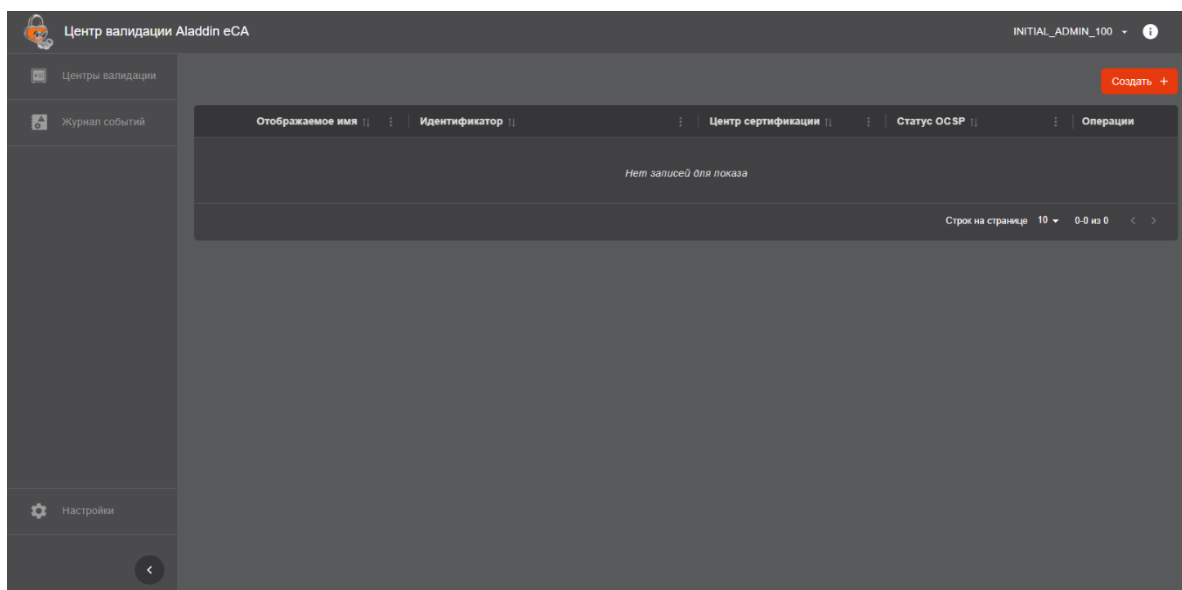 Центр валидации Aladdin eCA
INITIAL_ADMIN_100
Центры валидации
Создать +
Журнал событий
Отображаемое имя
Идентификатор
Центр сертификации
Статус OCSP
Операции
Нет записей для показа
Строк на странице 10 0-0 из 0
Настройки